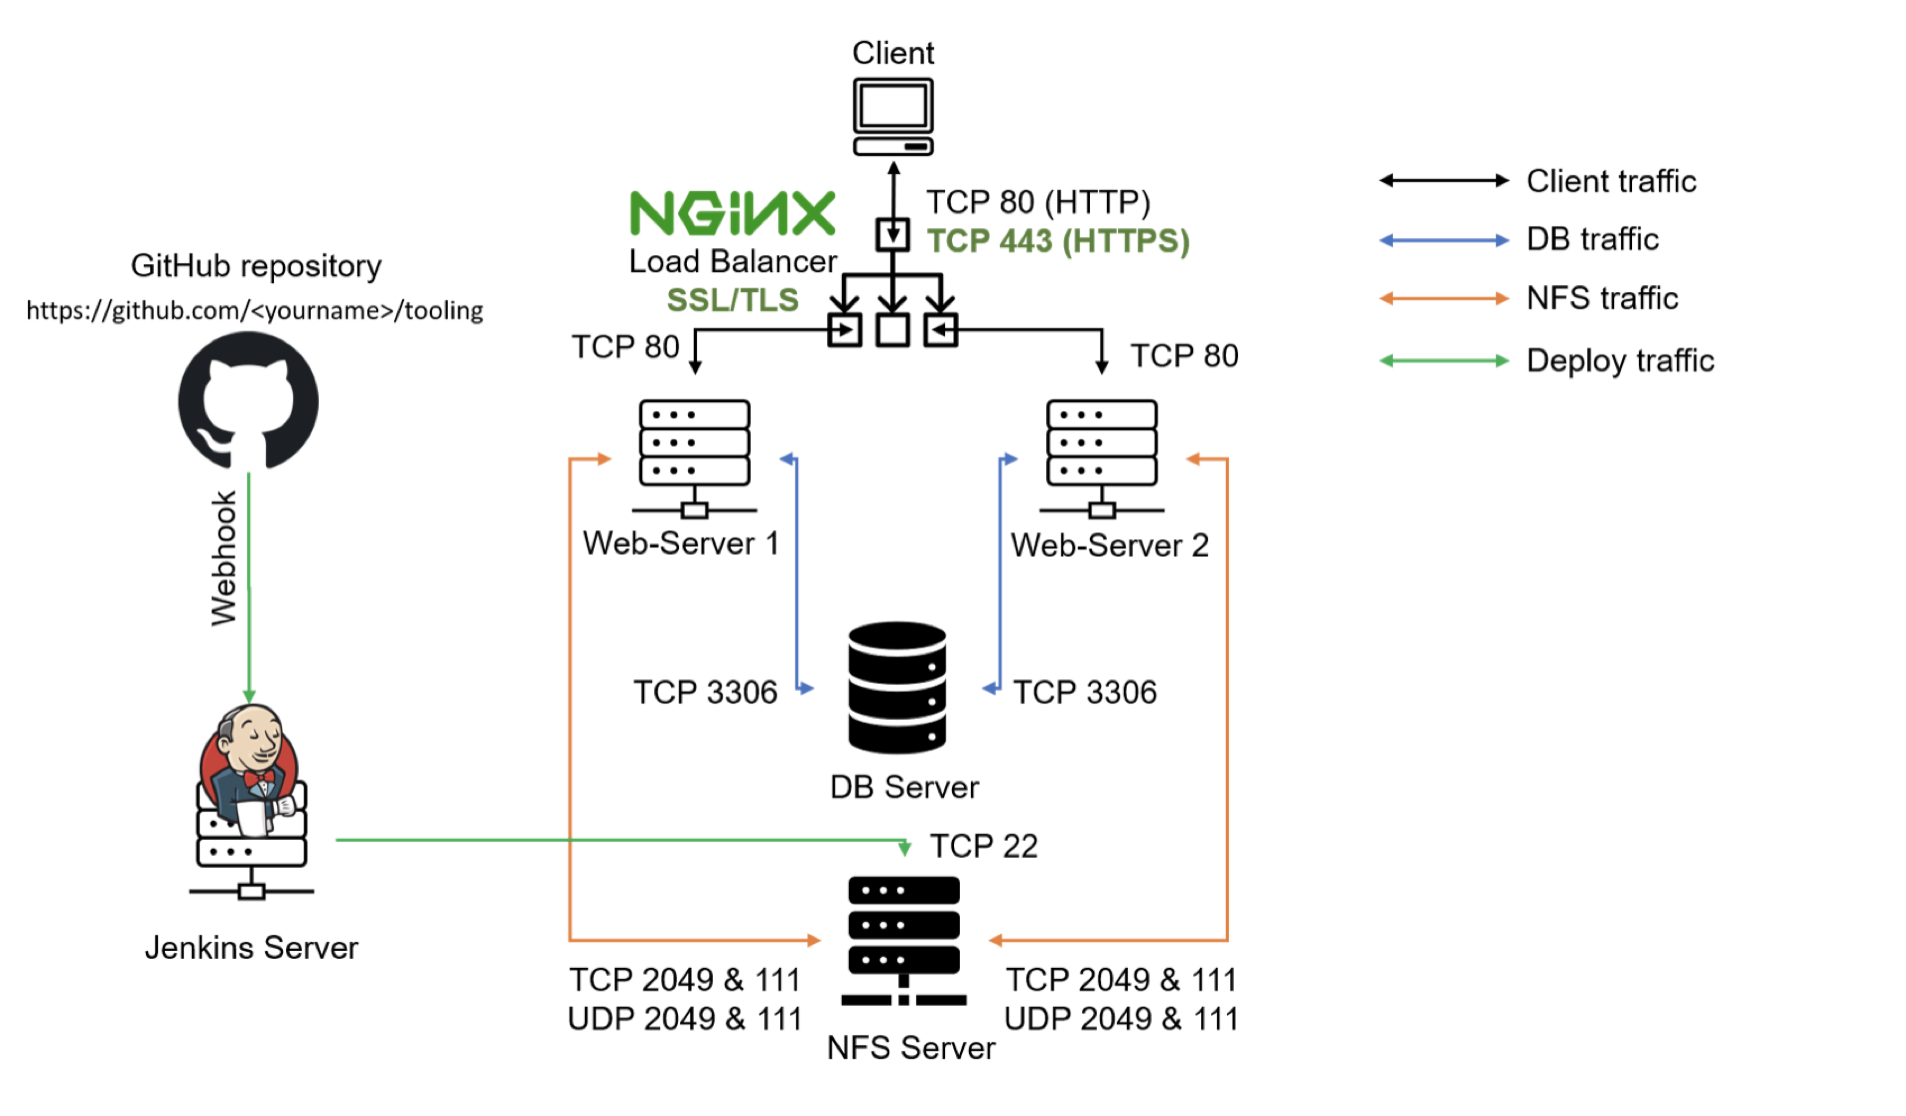 Client
NGINX
TCP 80 (HTTP)
TCP 443 (HTTPS)
Load Balancer
SSL/TLS
Client traffic
DB traffic
NFS traffic
Deploy traffic
GitHub repository
https://github.com/<yourname>/tooling
TCP 80
TCP 80
Webhook
Web-Server 1
Web-Server 2
TCP 3306
TCP 3306
DB Server
TCP 22
Jenkins Server
TCP 2049 & 111
UDP 2049 & 111
TCP 2049 & 111
UDP 2049 & 111
NFS Server